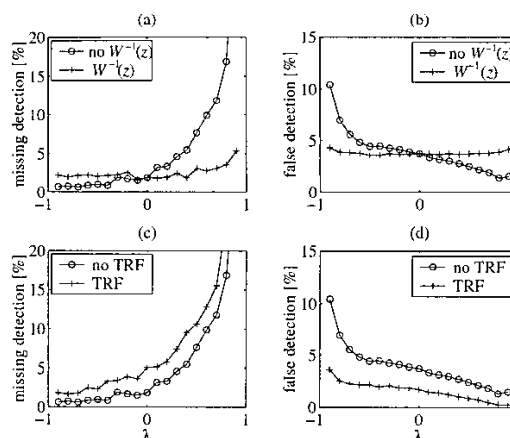 (a)
missing detection [%]
20
15
10
5
0
-1
0
1
no W⁻¹(z)
W⁻¹(z)
(b)
false detection [%]
15
10
5
0
-1
0
no W⁻¹(z)
W⁻¹(z)
(c)
missing detection [%]
20
15
10
5
0
-1
0
1
λ
no TRF
TRF
(d)
false detection [%]
15
10
5
0
-1
0
λ
no TRF
TRF